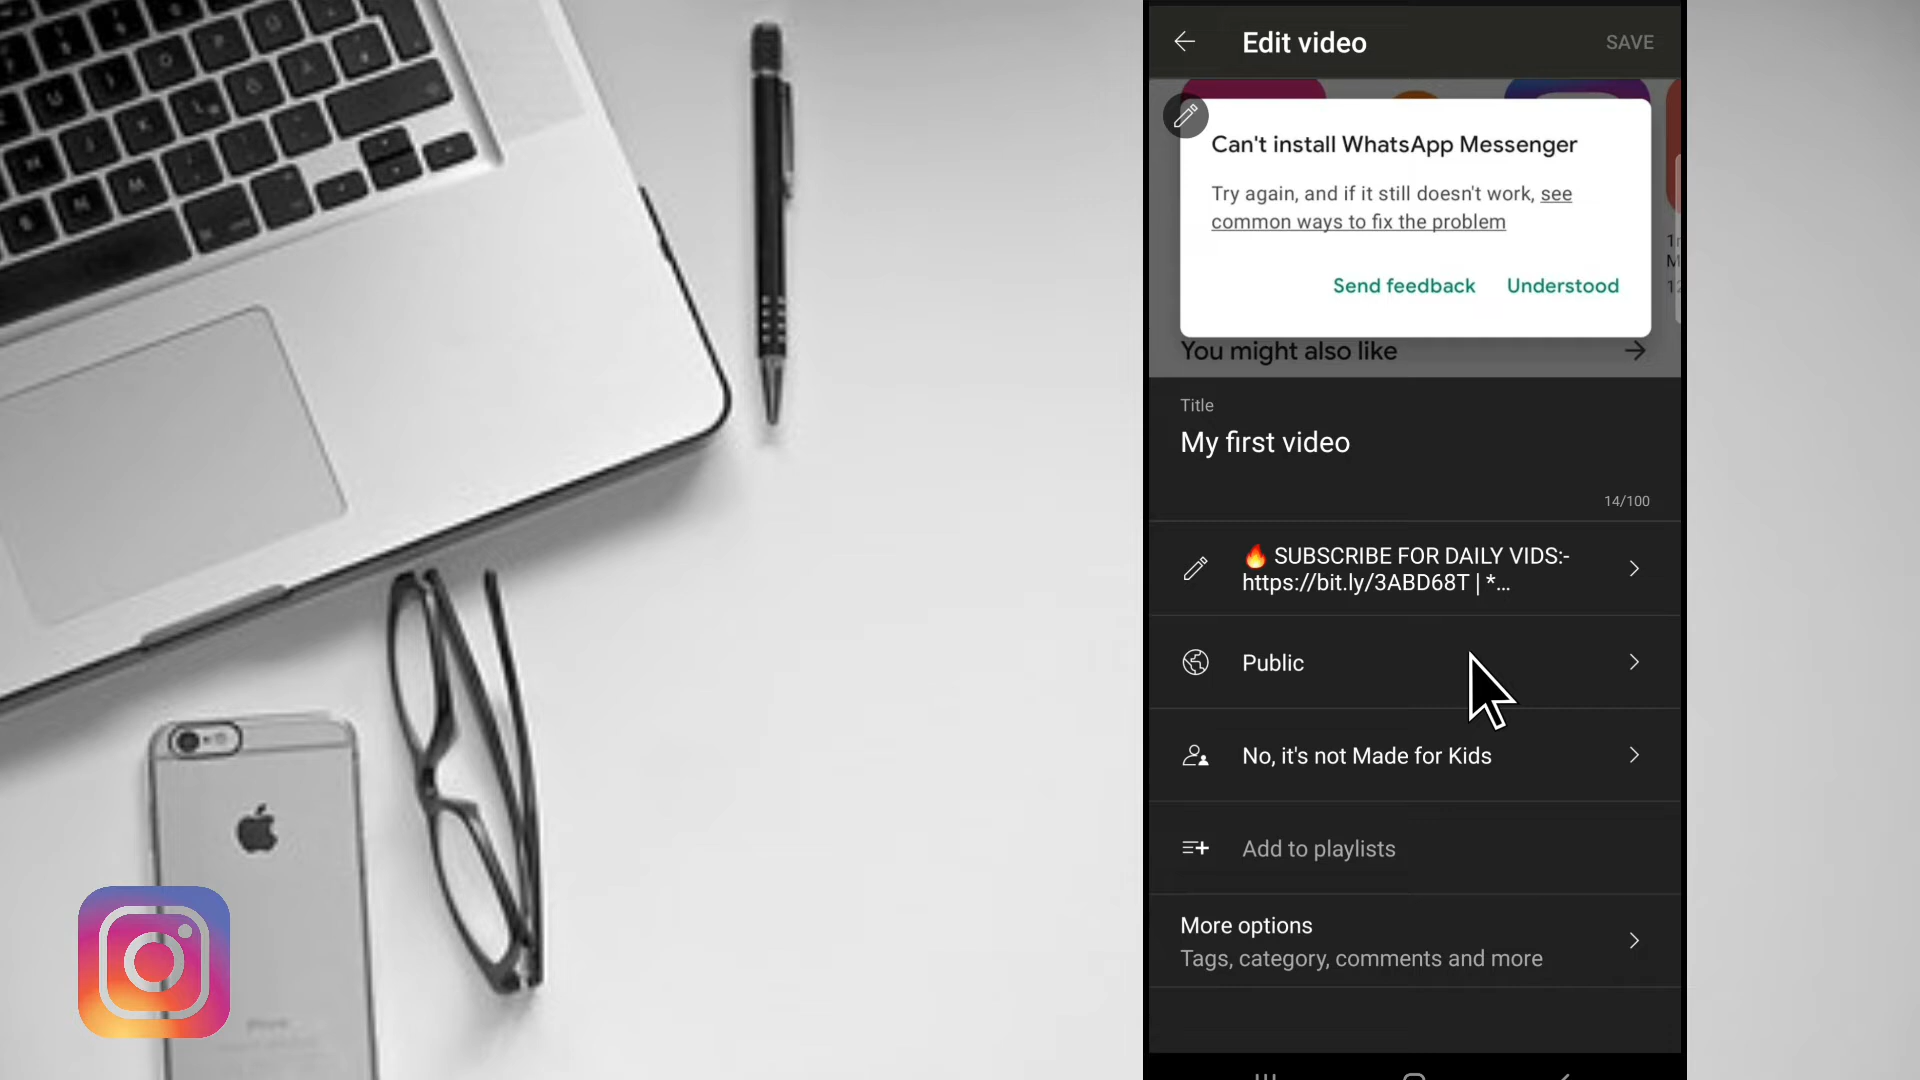 Edit video
SAVE
Can't install WhatsApp Messenger
Try again, and if it still doesn't work, see
common ways to fix the problem
Send feedback Understood
You might also like
Title
My first video
14/100
🔥 SUBSCRIBE FOR DAILY VIDS:-
https://bit.ly/3ABD68T | *...
Public
No, it's not Made for Kids
Add to playlists
More options
Tags, category, comments and more